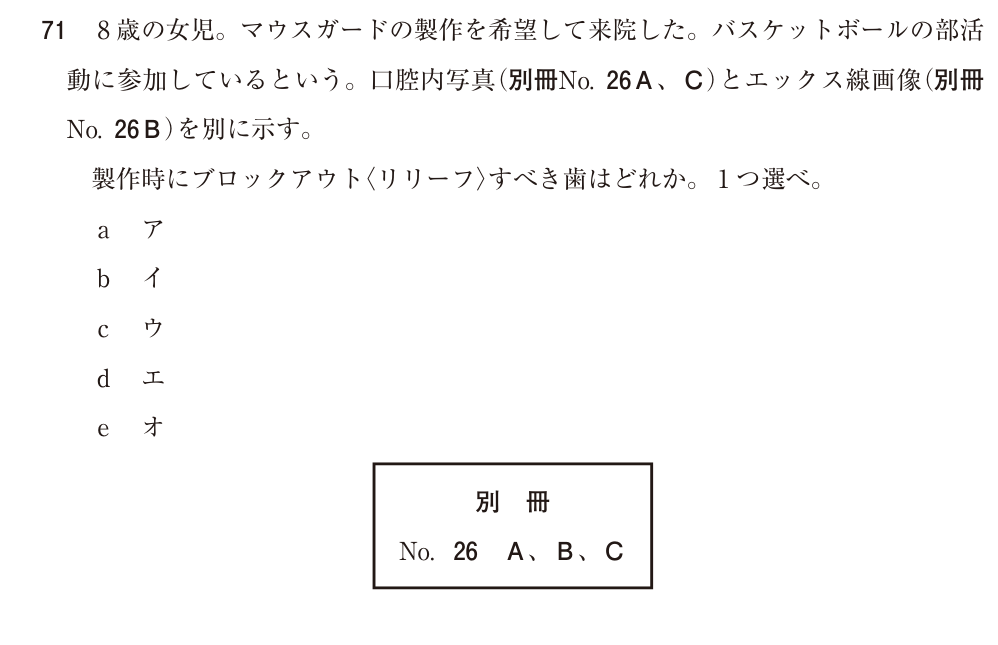 71 8歳の女児。マウスガードの製作を希望して来院した。バスケットボールの部活
動に参加しているという。口腔内写真(別冊No. 26A、C)とエックス線画像(別冊
No. 26B)を別に示す。
製作時にブロックアウト〈リリーフ〉すべき歯はどれか。1つ選べ。
a ア
b イ
c ウ
d エ
e オ
別 冊
No. 26 A、B、C